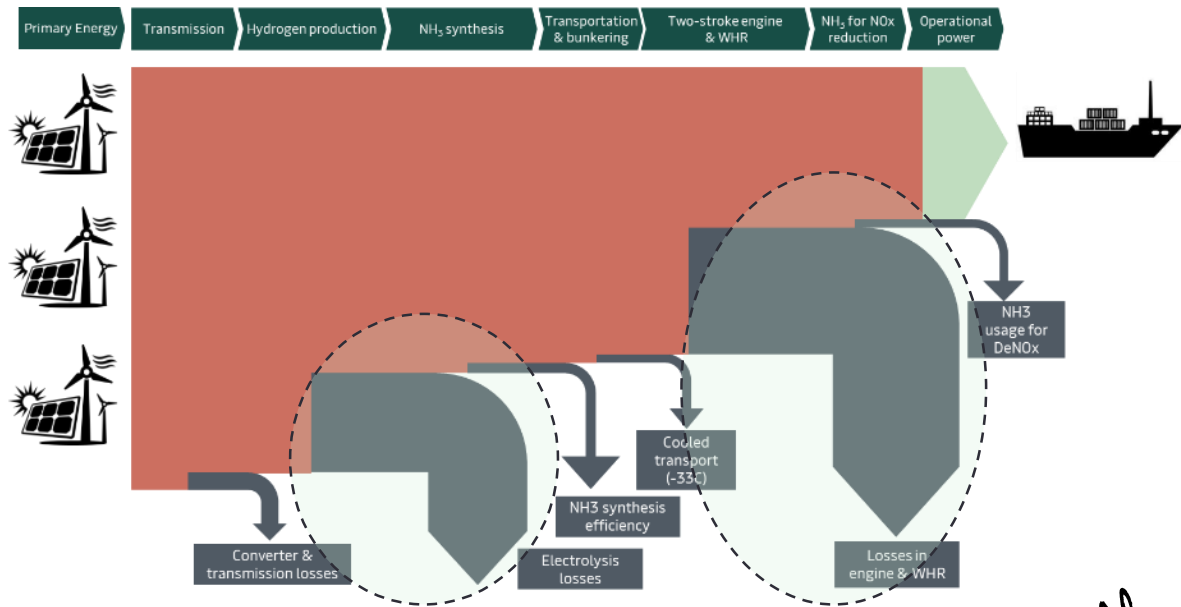 Primary Energy
Transmission
Hydrogen production
NH₃ synthesis
Transportation
& bunkering
Two-stroke engine
& WHR
NH₃ for NOx
reduction
Operational
power
NH3
usage for
DeNOx
Cooled
transport
(-33C)
NH3 synthesis
efficiency
Converter &
transmission losses
Electrolysis
losses
Losses in
engine & WHR